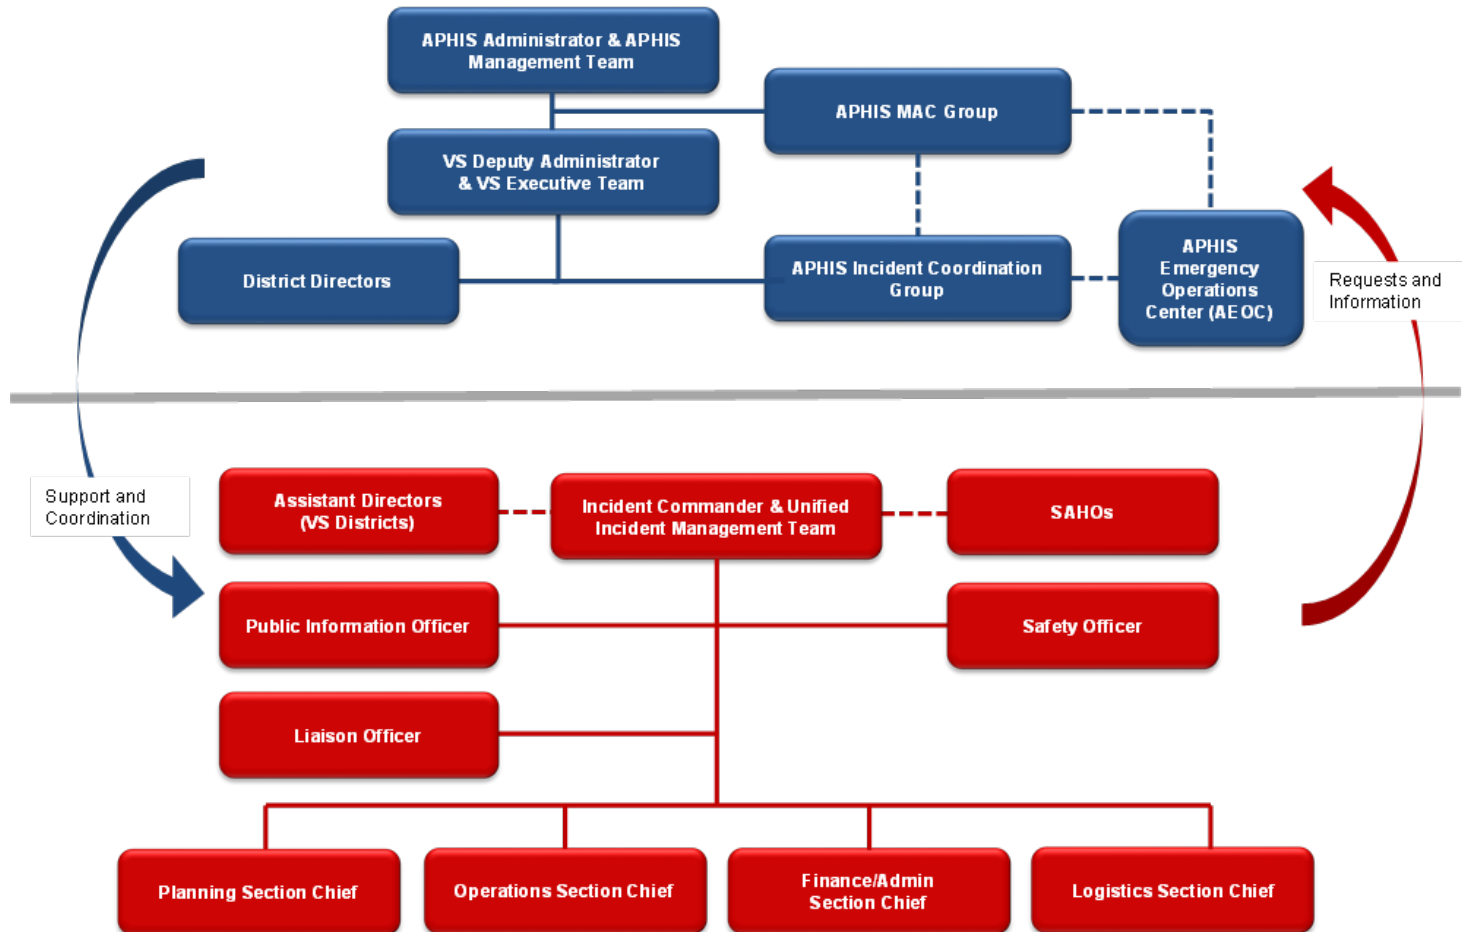 APHIS Administrator & APHIS
Management Team
APHIS MAC Group
VS Deputy Administrator
& VS Executive Team
District Directors
APHIS Incident Coordination
Group
APHIS
Emergency
Operations
Center (AEOC)
Requests and
Information
Support and
Coordination
Assistant Directors
(VS Districts)
Incident Commander & Unified
Incident Management Team
SAHOs
Public Information Officer
Safety Officer
Liaison Officer
Planning Section Chief
Operations Section Chief
Finance/Admin
Section Chief
Logistics Section Chief